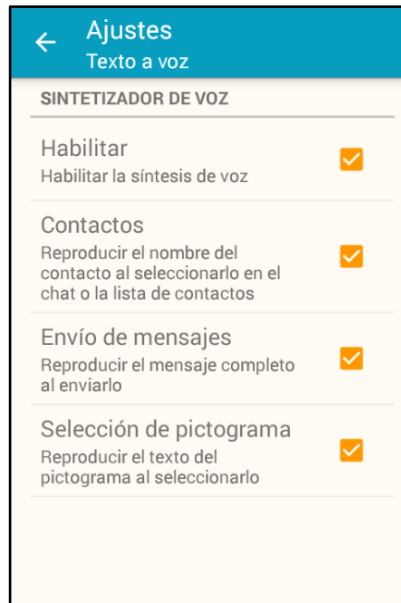 Ajustes
Texto a voz
SINTETIZADOR DE VOZ
Habilitar
Habilitar la síntesis de voz
Contactos
Reproducir el nombre del
contacto al seleccionarlo en el
chat o la lista de contactos
Envío de mensajes
Reproducir el mensaje completo
al enviarlo
Selección de pictograma
Reproducir el texto del
pictograma al seleccionarlo